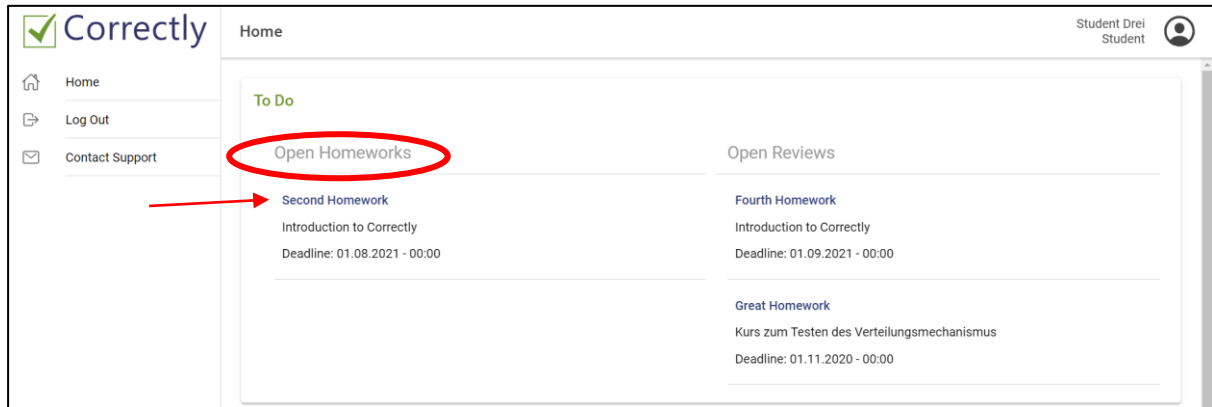 Correctly
Home
Student Drei
Student
Home
Log Out
Contact Support
To Do
Open Homeworks
Second Homework
Introduction to Correctly
Deadline: 01.08.2021 - 00:00
Open Reviews
Fourth Homework
Introduction to Correctly
Deadline: 01.09.2021 - 00:00
Great Homework
Kurs zum Testen des Verteilungsmechanismus
Deadline: 01.11.2020 - 00:00